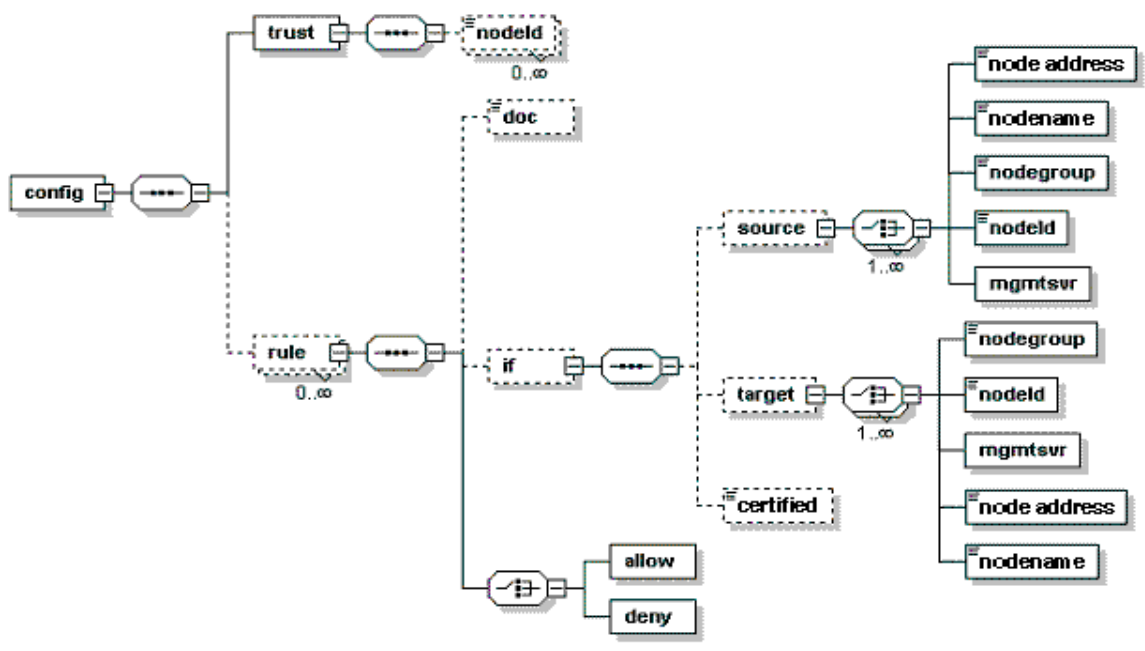 trust
nodeId
0..∞
doc
config
rule
0..∞
if
source
1..∞
node address
nodename
nodegroup
nodeId
mgmtsvr
target
1..∞
nodegroup
nodeId
mgmtsvr
node address
nodename
certified
allow
deny